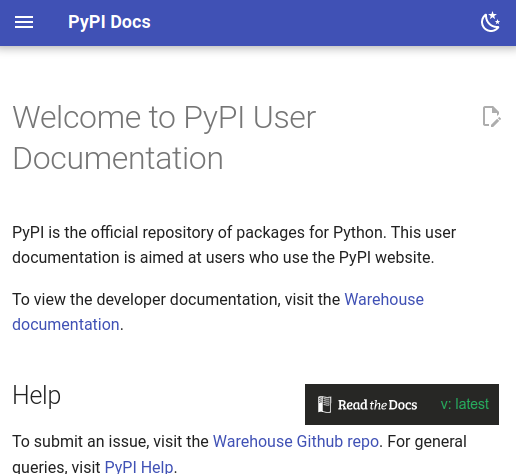 PyPI Docs
Welcome to PyPI User
Documentation
PyPI is the official repository of packages for Python. This user
documentation is aimed at users who use the PyPI website.
To view the developer documentation, visit the Warehouse
documentation.
Help
Read the Docs v: latest
To submit an issue, visit the Warehouse Github repo. For general
queries, visit PyPI Help.